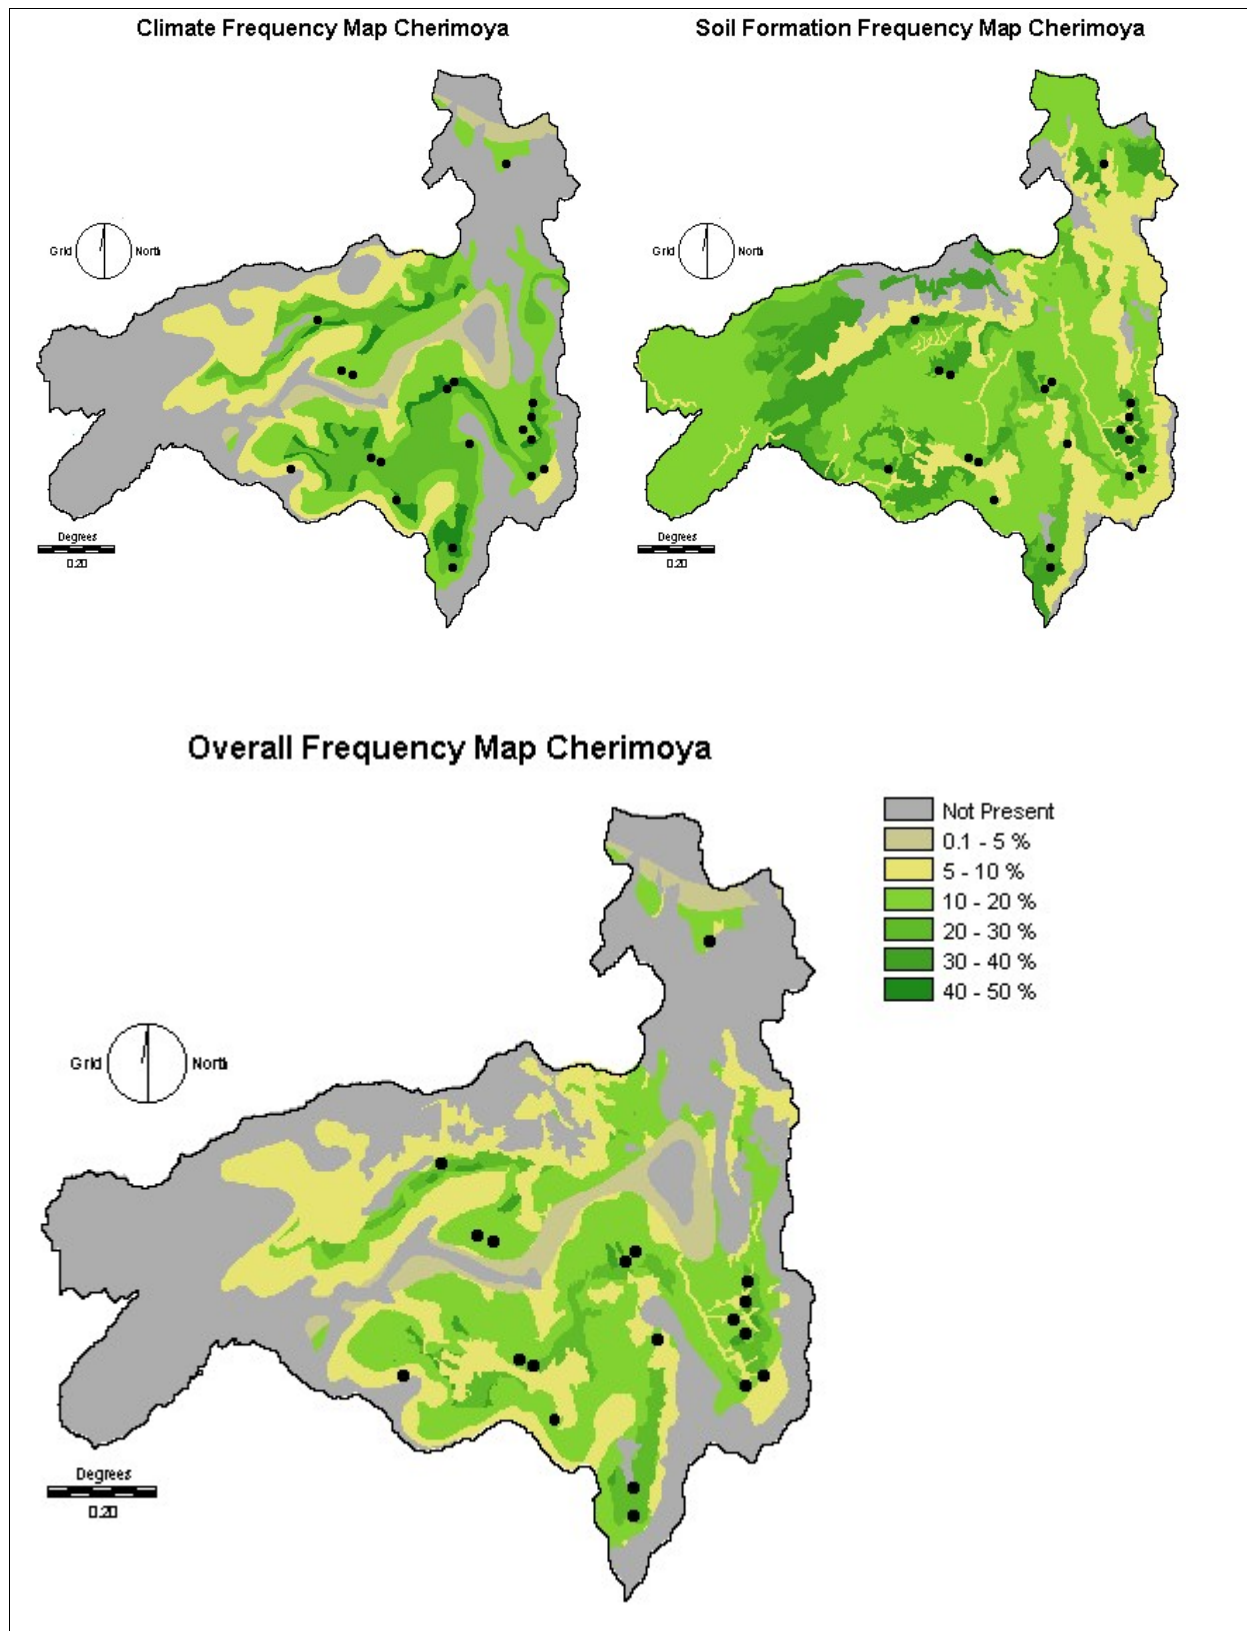 Climate Frequency Map Cherimoya
Soil Formation Frequency Map Cherimoya
Grid North
Grid North
Degrees
0.20
Degrees
0.20
Overall Frequency Map Cherimoya
Not Present
0.1 - 5 %
5 - 10 %
10 - 20 %
20 - 30 %
30 - 40 %
40 - 50 %
Grid North
Degrees
0.20